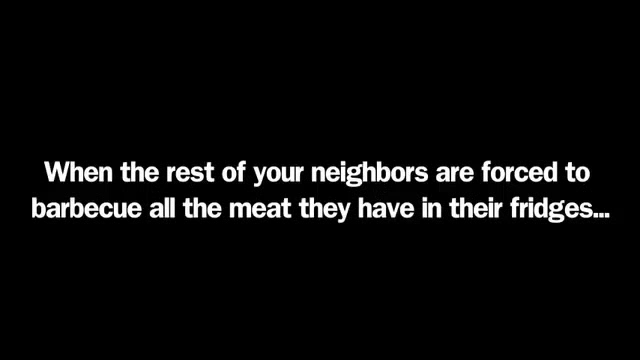 When the rest of your neighbors are forced to
barbecue all the meat they have in their fridges...